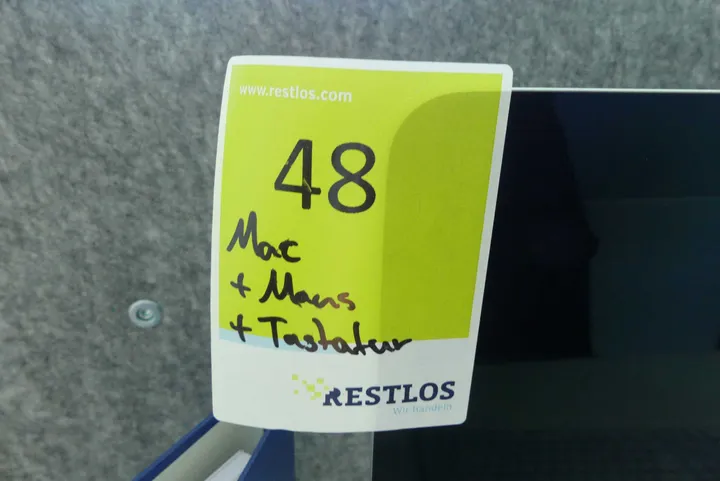 www.restlos.com
48
Mac
+ Maus
+ Tastatur
RESTLOS
Wir handeln